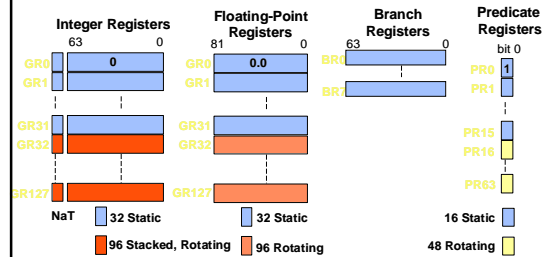 Integer Registers
63 0
GR0 0
GR1
GR31
GR32
GR127
NaT
32 Static
96 Stacked, Rotating
Floating-Point
Registers
81 0
GR0 0.0
GR1
GR31
GR32
GR127
32 Static
96 Rotating
Branch
Registers
63 0
BR0
BR7
Predicate
Registers
bit 0
PR0 1
PR1
PR15
PR16
PR63
16 Static
48 Rotating